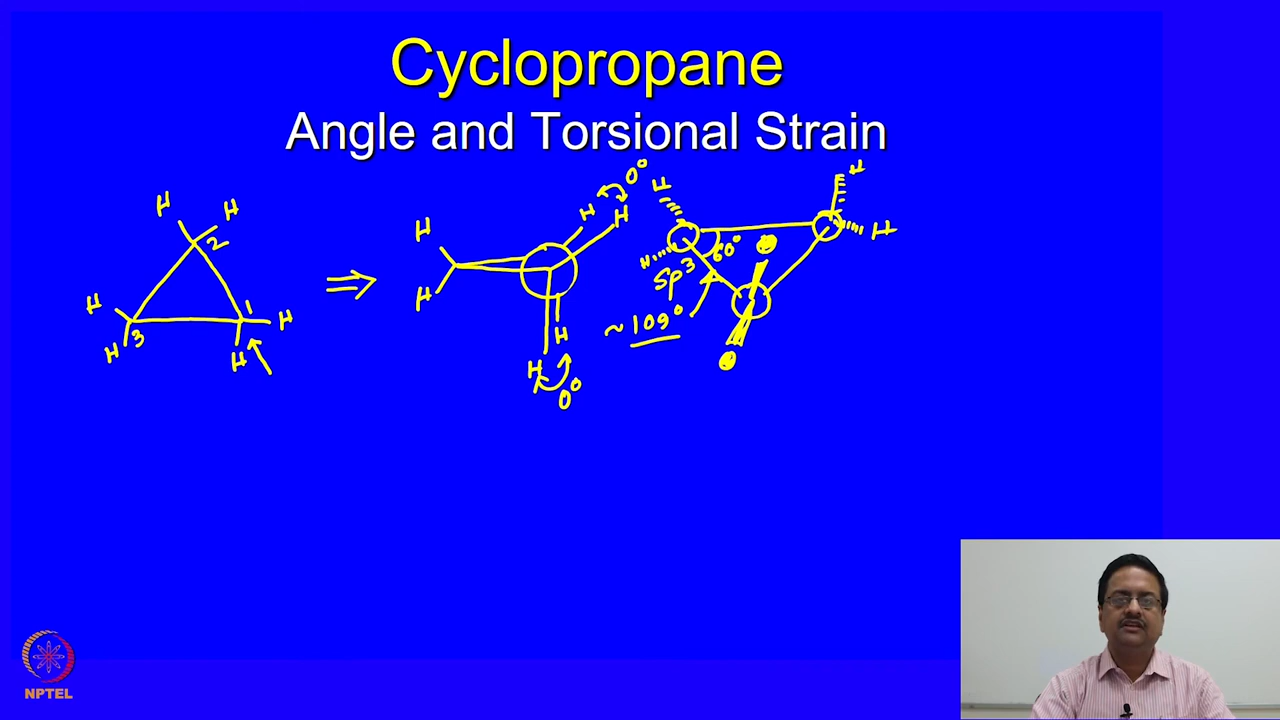 Cyclopropane
Angle and Torsional Strain
H H
2
H
H 3
1 H
H
⇒
H
H
H H 0°
H
H
0°
H
H
60°
sp³
~109°
H
H
NPTEL